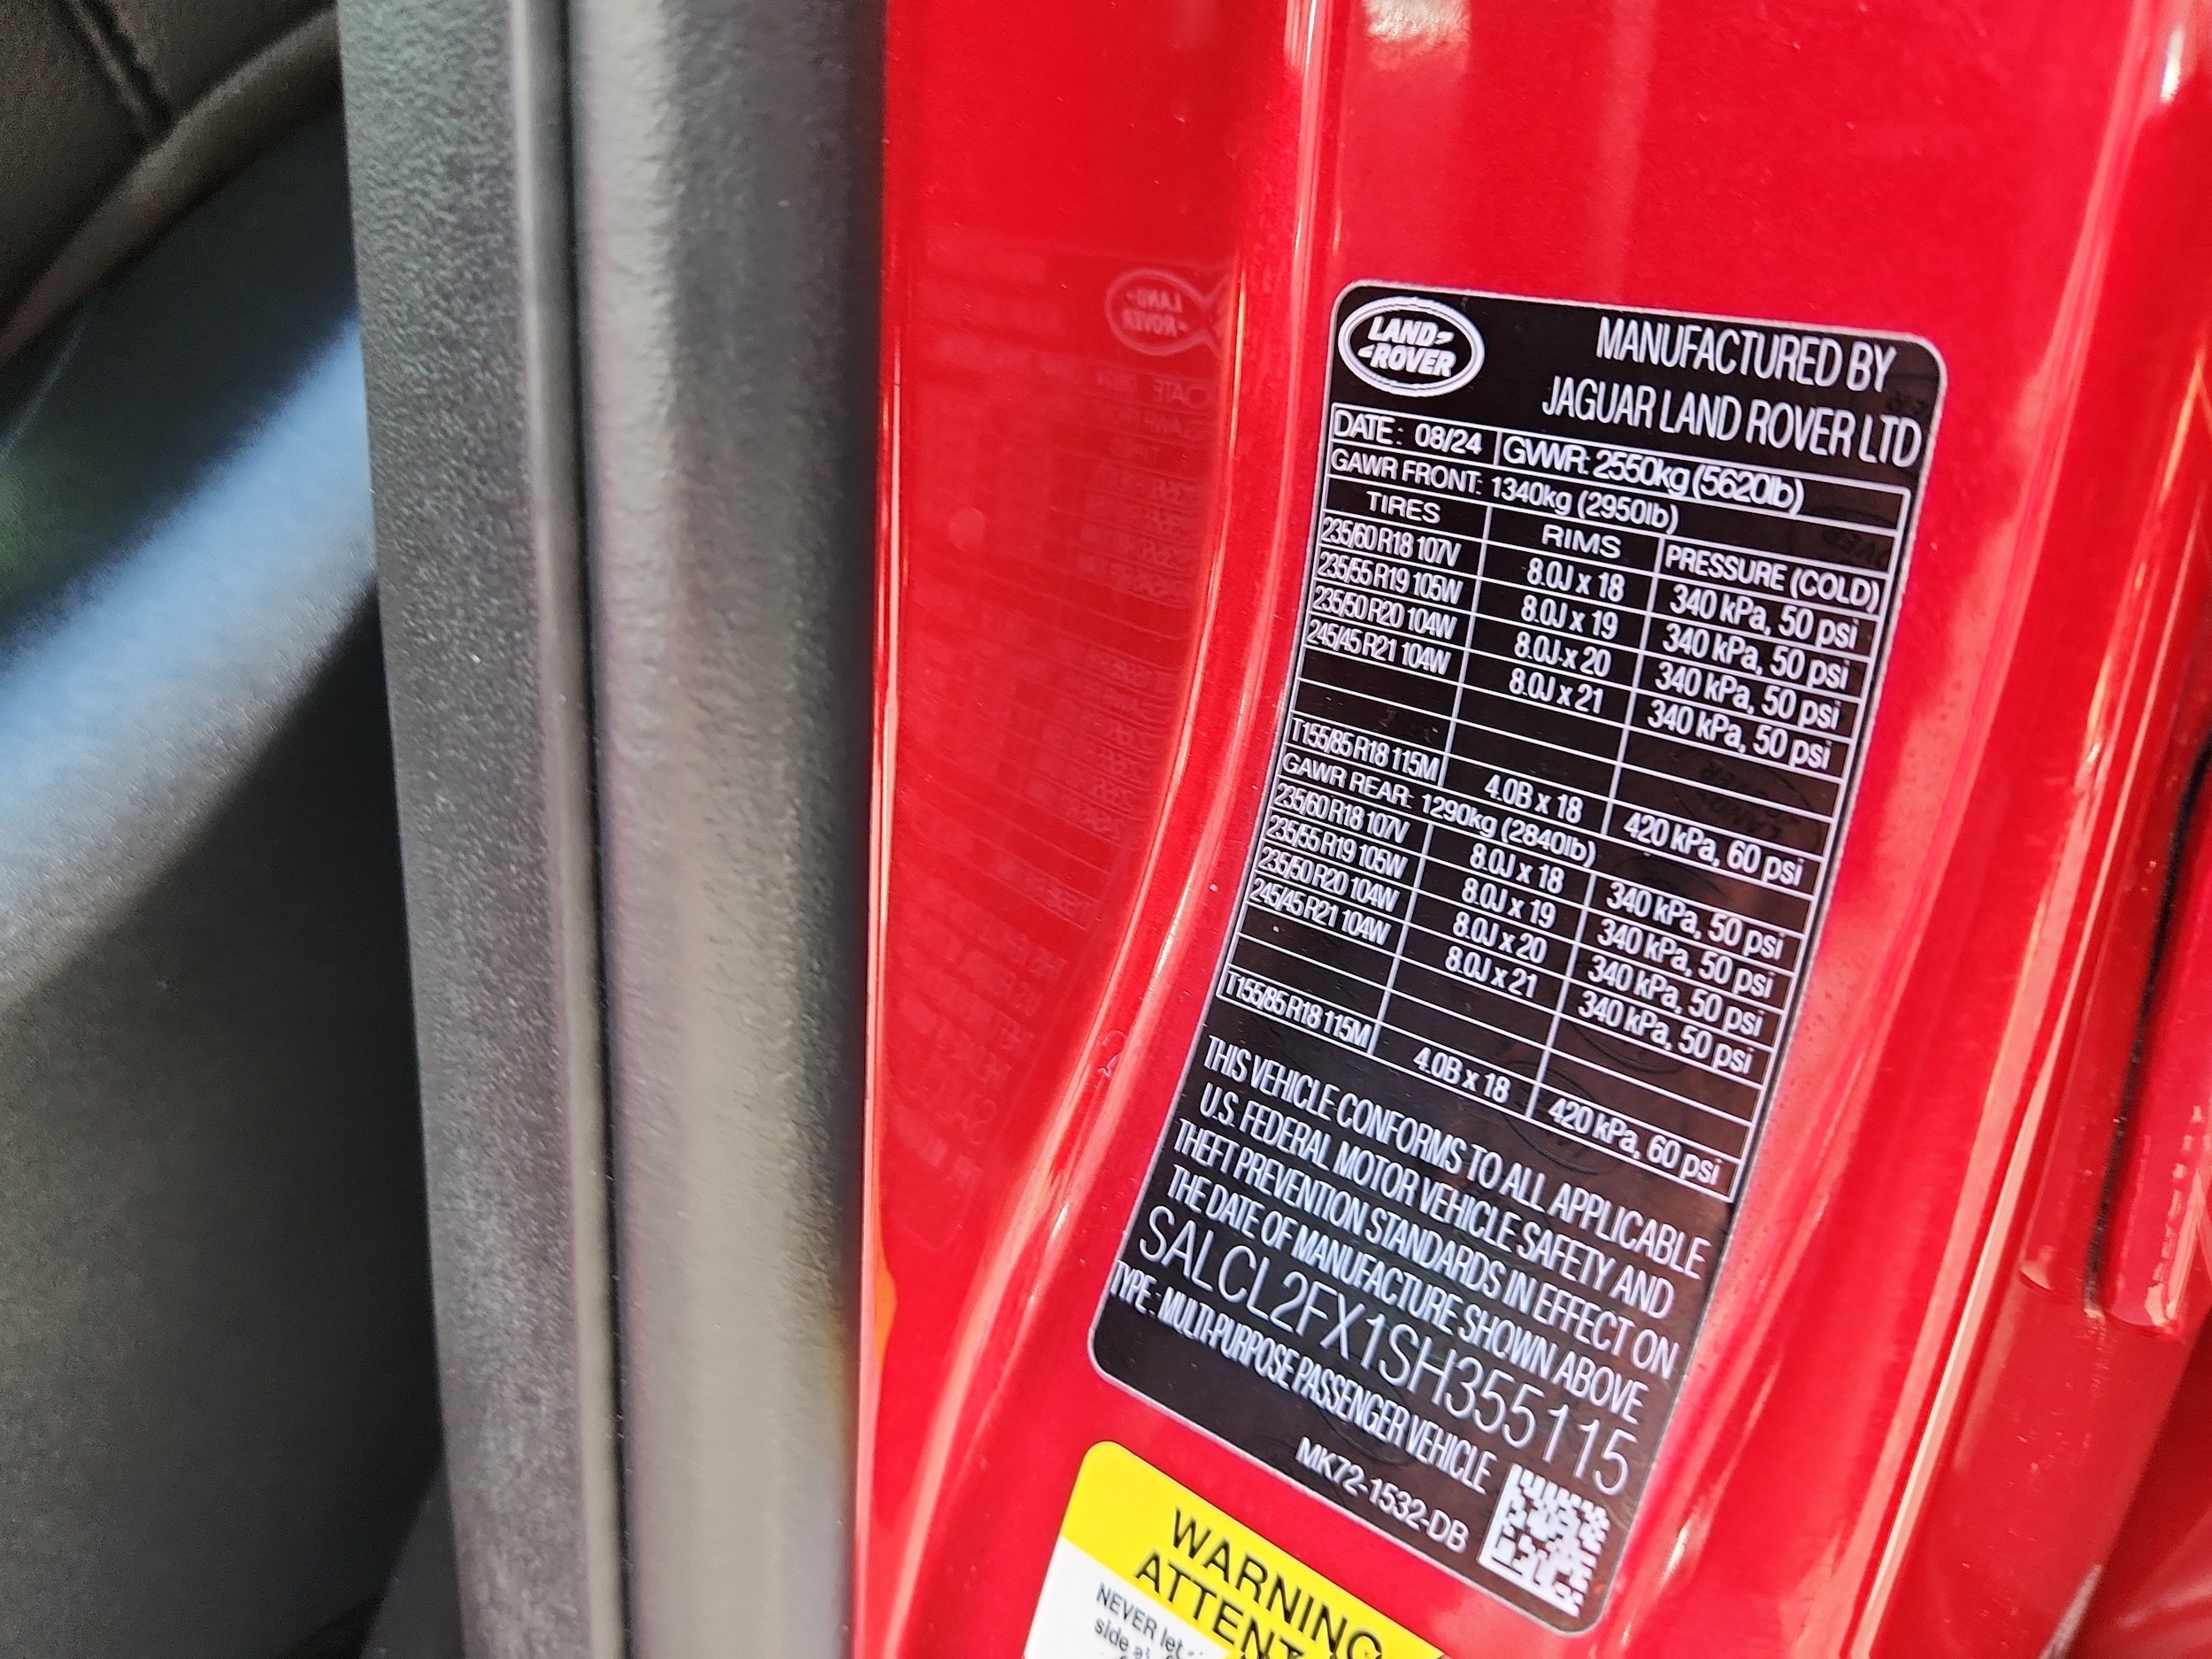 LAND
ROVER
MANUFACTURED BY
JAGUAR LAND ROVER LTD
DATE: 08/24 GVWR: 2550kg (5620lb)
GAWR FRONT: 1340kg (2950lb)
TIRES RIMS PRESSURE (COLD)
235/60 R18 107V 8.0J x 18 340 kPa, 50 psi
235/55 R19 105W 8.0J x 19 340 kPa, 50 psi
235/50 R20 104W 8.0J x 20 340 kPa, 50 psi
245/45 R21 104W 8.0J x 21 340 kPa, 50 psi
T155/85 R18 115M 4.0B x 18 420 kPa, 60 psi
GAWR REAR: 1290kg (2840lb)
235/60 R18 107V 8.0J x 18 340 kPa, 50 psi
235/55 R19 105W 8.0J x 19 340 kPa, 50 psi
235/50 R20 104W 8.0J x 20 340 kPa, 50 psi
245/45 R21 104W 8.0J x 21 340 kPa, 50 psi
T155/85 R18 115M 4.0B x 18 420 kPa, 60 psi
THIS VEHICLE CONFORMS TO ALL APPLICABLE
U.S. FEDERAL MOTOR VEHICLE SAFETY AND
THEFT PREVENTION STANDARDS IN EFFECT ON
THE DATE OF MANUFACTURE SHOWN ABOVE
SALCL2FX1SH355115
TYPE: MULTI-PURPOSE PASSENGER VEHICLE
MK72-1532-DB
WARNING
ATTENT
NEVER let
side ai